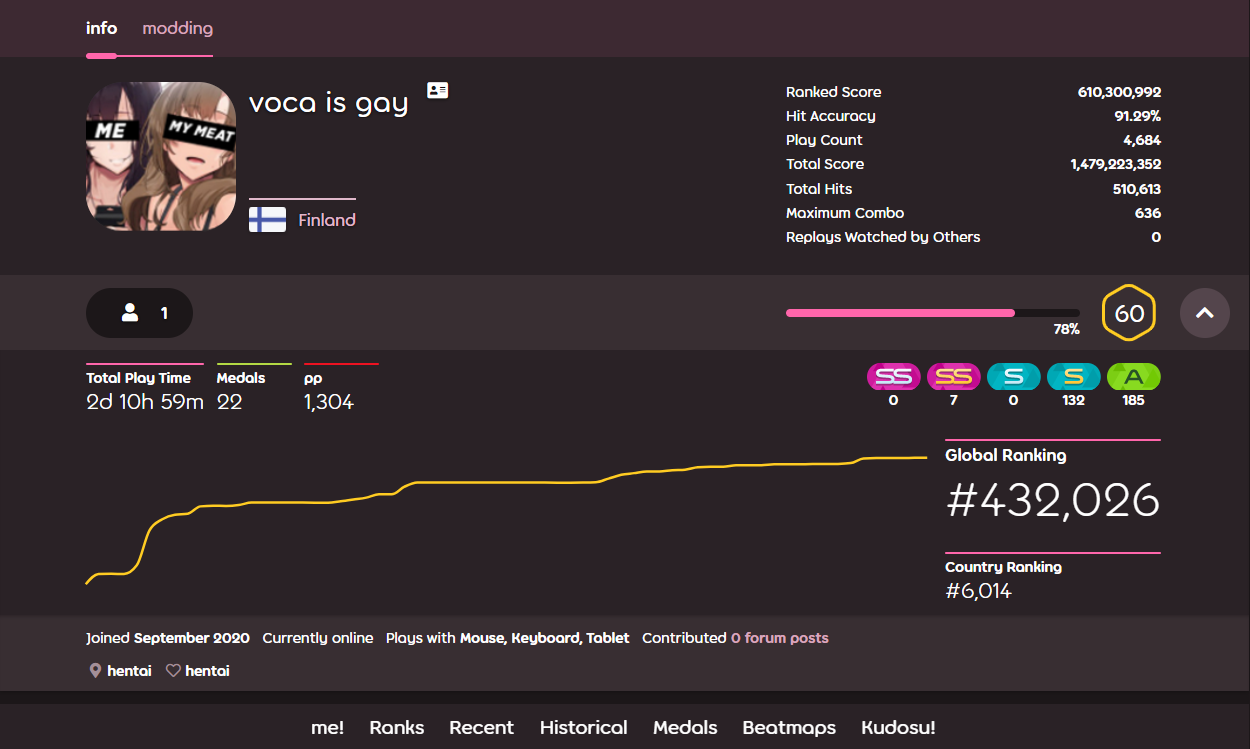 info modding
ME
MY MEAT
voca is gay
Finland
Ranked Score 610,300,992
Hit Accuracy 91.29%
Play Count 4,684
Total Score 1,479,223,352
Total Hits 510,613
Maximum Combo 636
Replays Watched by Others 0
1
78%
60
Total Play Time Medals pp
2d 10h 59m 22 1,304
SS SS S S A
0 7 0 132 185
Global Ranking
#432,026
Country Ranking
#6,014
Joined September 2020 Currently online Plays with Mouse, Keyboard, Tablet Contributed 0 forum posts
hentai hentai
me! Ranks Recent Historical Medals Beatmaps Kudosu!